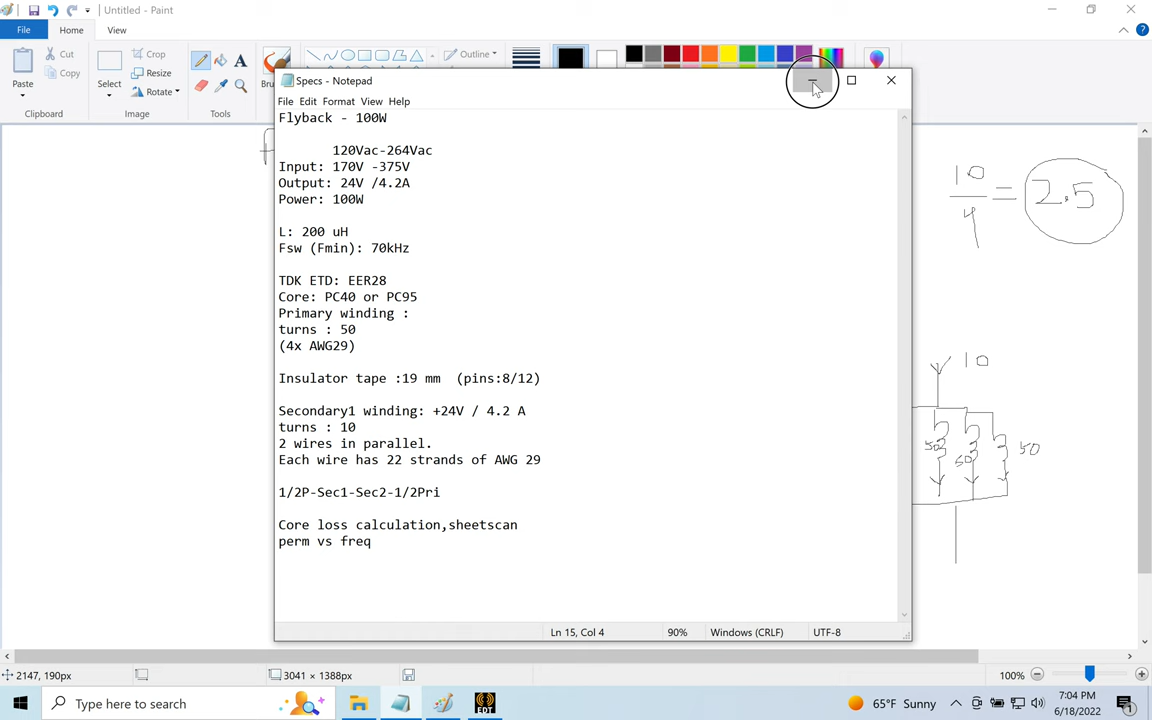 Untitled - Paint
File
Home
View
Paste
Cut
Copy
Clipboard
Select
Crop
Resize
Rotate
Image
Tools
Outline
Specs - Notepad
File Edit Format View Help
Flyback - 100W
120Vac-264Vac
Input: 170V -375V
Output: 24V /4.2A
Power: 100W
L: 200 uH
Fsw (Fmin): 70kHz
TDK ETD: EER28
Core: PC40 or PC95
Primary winding :
turns : 50
(4x AWG29)
Insulator tape :19 mm (pins:8/12)
Secondary1 winding: +24V / 4.2 A
turns : 10
2 wires in parallel.
Each wire has 22 strands of AWG 29
1/2P-Sec1-Sec2-1/2Pri
Core loss calculation,sheetscan
perm vs freq
Ln 15, Col 4
90%
Windows (CRLF)
UTF-8
10
4
= 2.5
10
50
50
50
2147, 190px
3041 × 1388px
100%
Type here to search
EDT
65°F Sunny
7:04 PM
6/18/2022
1